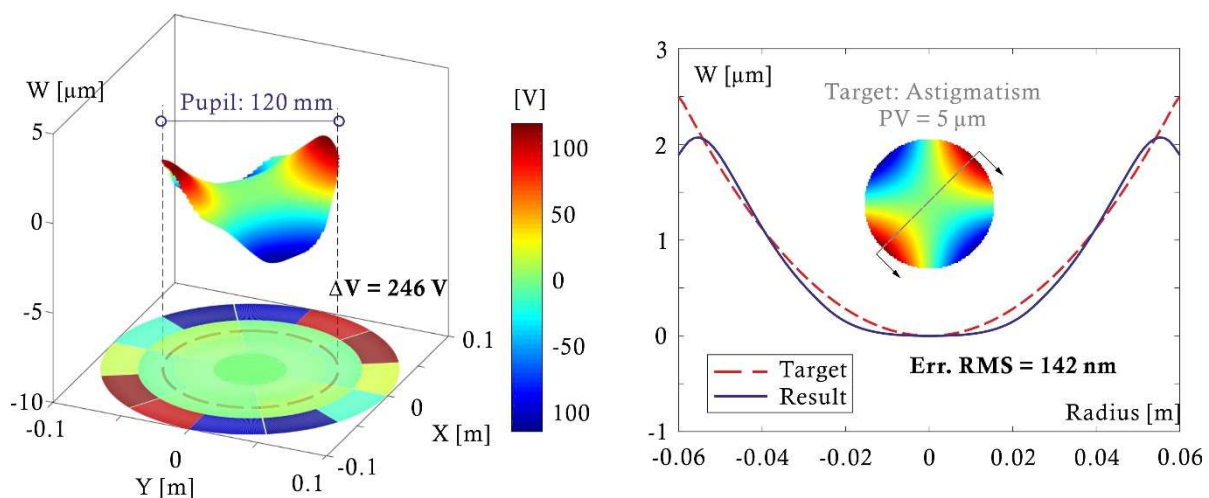 W [μm]
5
0
-5
-10
Pupil: 120 mm
ΔV = 246 V
-0.1
0
0.1
Y [m]
-0.1
0
0.1
X [m]
[V]
100
50
0
-50
100
3
2
1
0
-1
W [μm]
Target: Astigmatism
PV = 5 μm
Target
Result
Err. RMS = 142 nm
Radius [m]
-0.06
-0.04
-0.02
0
0.02
0.04
0.06